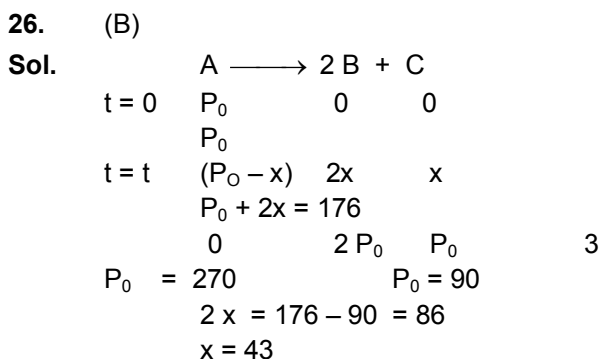 26. (B)
Sol. A ⟶ 2 B + C
t = 0 P₀ 0 0
P₀
t = t (P₀ – x) 2x x
P₀ + 2x = 176
0 2 P₀ P₀ 3
P₀ = 270 P₀ = 90
2 x = 176 – 90 = 86
x = 43